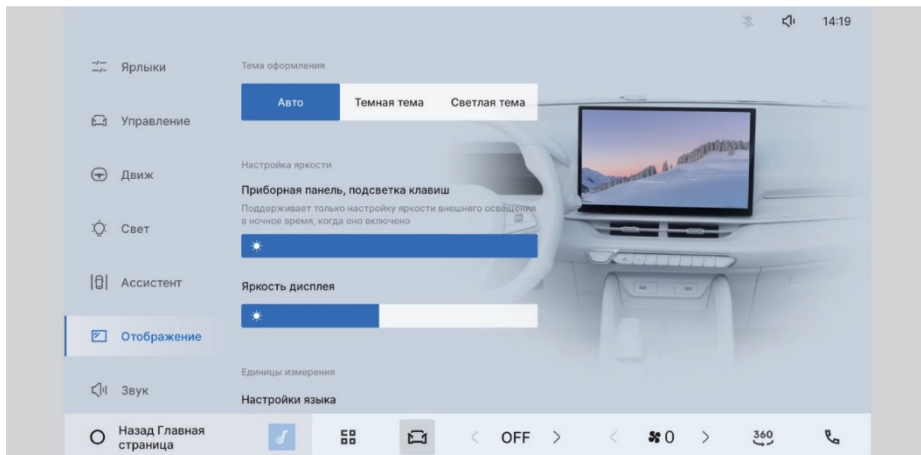 14:19
Ярлыки
Управление
Движ
Свет
Ассистент
Отображение
Звук
Тема оформления
Авто Темная тема Светлая тема
Настройка яркости
Приборная панель, подсветка клавиш
Поддерживает только настройку яркости внешнего освещения
в ночное время, когда оно включено
Яркость дисплея
Единицы измерения
Настройки языка
Назад Главная
страница
OFF
0
360